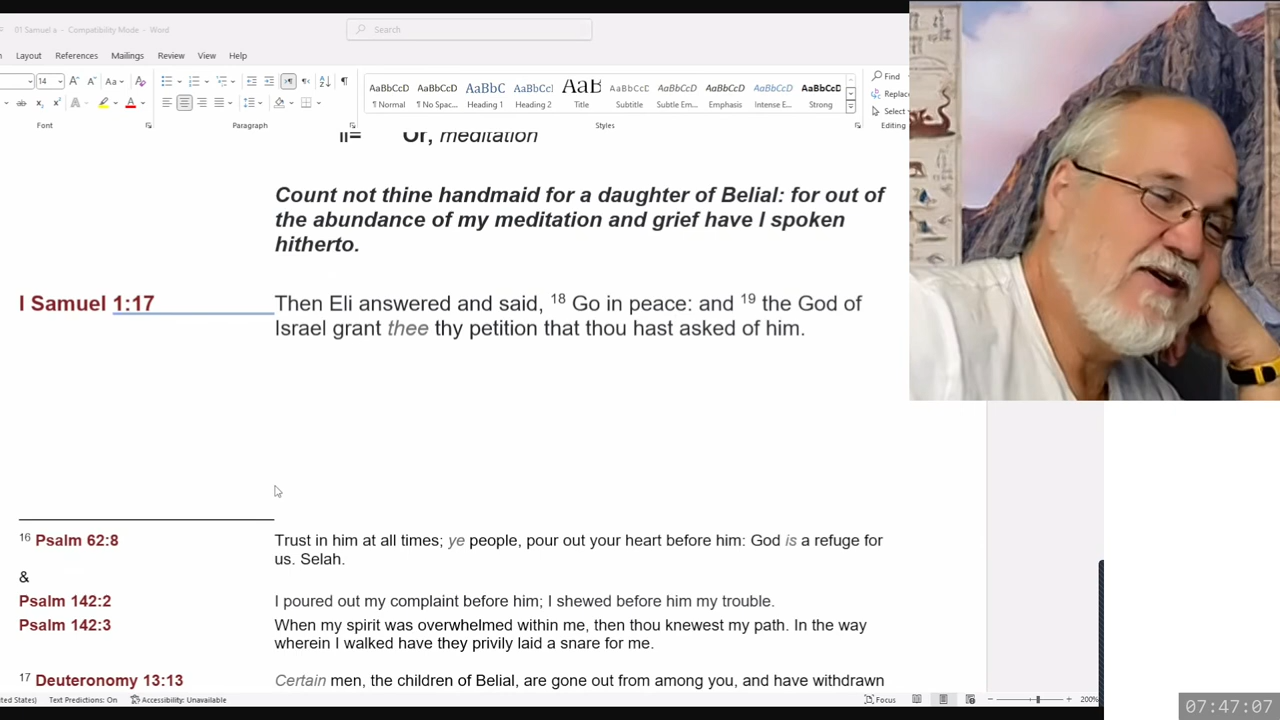 01 Samuel a - Compatibility Mode - Word
Search
Layout References Mailings Review View Help
14
Find
Replace
Select
AaBbCcD AaBbCcD AaBbC AaBbCcl AaB AaBbCcD AaBbCcD AaBbCcD AaBbCcD AaBbCcD
¶ Normal ¶ No Spac... Heading 1 Heading 2 Title Subtitle Subtle Em... Emphasis Intense E... Strong
Font Paragraph Styles Editing
||= Or, meditation
Count not thine handmaid for a daughter of Belial: for out of
the abundance of my meditation and grief have I spoken
hitherto.
I Samuel 1:17 Then Eli answered and said, 18 Go in peace: and 19 the God of
Israel grant thee thy petition that thou hast asked of him.
16 Psalm 62:8 Trust in him at all times; ye people, pour out your heart before him: God is a refuge for
us. Selah.
&
Psalm 142:2 I poured out my complaint before him; I shewed before him my trouble.
Psalm 142:3 When my spirit was overwhelmed within me, then thou knewest my path. In the way
wherein I walked have they privily laid a snare for me.
17 Deuteronomy 13:13 Certain men, the children of Belial, are gone out from among you, and have withdrawn
ted States) Text Predictions: On Accessibility: Unavailable Focus 200%
07:47:07